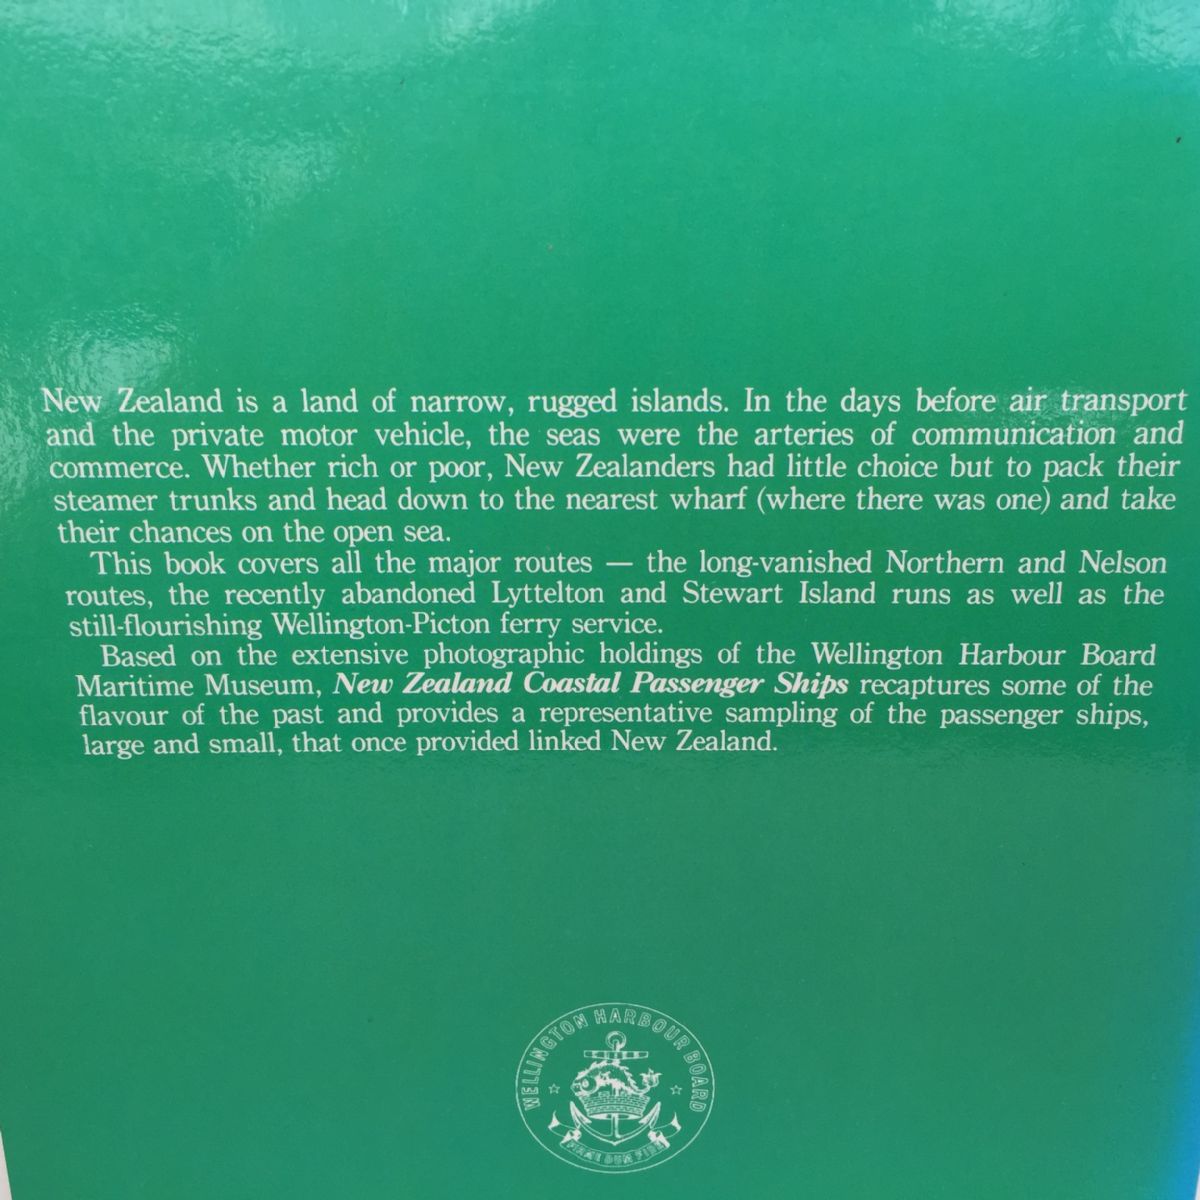 New Zealand is a land of narrow, rugged islands. In the days before air transport
and the private motor vehicle, the seas were the arteries of communication and
commerce. Whether rich or poor, New Zealanders had little choice but to pack their
steamer trunks and head down to the nearest wharf (where there was one) and take
their chances on the open sea.
This book covers all the major routes — the long-vanished Northern and Nelson
routes, the recently abandoned Lyttelton and Stewart Island runs as well as the
still-flourishing Wellington-Picton ferry service.
Based on the extensive photographic holdings of the Wellington Harbour Board
Maritime Museum, New Zealand Coastal Passenger Ships recaptures some of the
flavour of the past and provides a representative sampling of the passenger ships,
large and small, that once provided linked New Zealand.
WELLINGTON HARBOUR BOARD